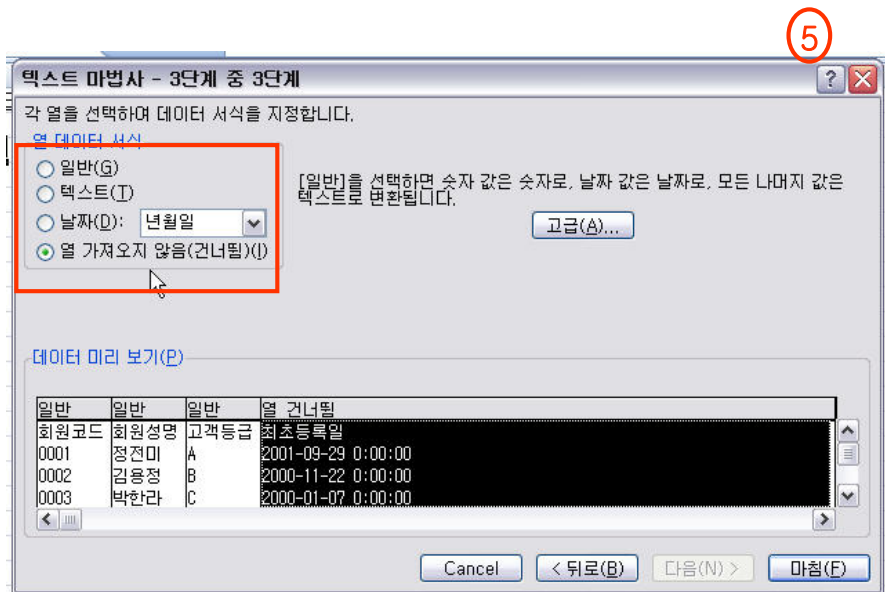 5
텍스트 마법사 - 3단계 중 3단계
각 열을 선택하여 데이터 서식을 지정합니다.
열 데이터 서식
일반(G)
텍스트(T)
날짜(D): 년월일
열 가져오지 않음(건너뜀)(I)
[일반]을 선택하면 숫자 값은 숫자로, 날짜 값은 날짜로, 모든 나머지 값은
텍스트로 변환됩니다.
고급(A)...
데이터 미리 보기(P)
일반 일반 일반 열 건너뜀
회원코드 회원성명 고객등급 최초등록일
0001 정전미 A 2001-09-29 0:00:00
0002 김용정 B 2000-11-22 0:00:00
0003 박한라 C 2000-01-07 0:00:00
Cancel < 뒤로(B) 다음(N) > 마침(F)